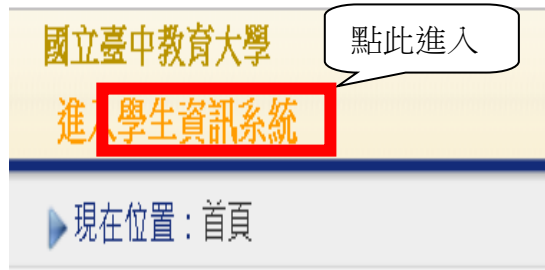 國立臺中教育大學
點此進入
進入學生資訊系統
現在位置：首頁